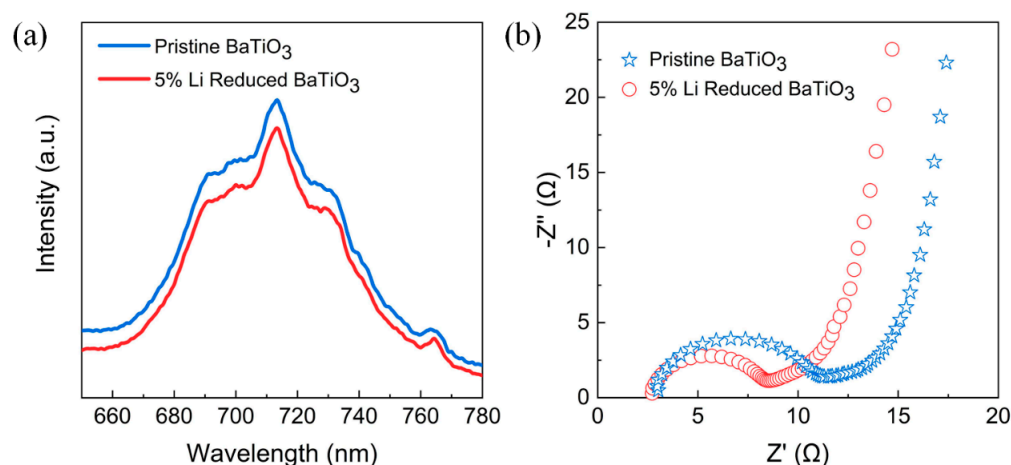 (a)
Pristine BaTiO3
5% Li Reduced BaTiO3
Intensity (a.u.)
660 680 700 720 740 760 780
Wavelength (nm)
(b)
Pristine BaTiO3
5% Li Reduced BaTiO3
25
20
15
10
5
0
-Z'' (Ω)
0 5 10 15 20
Z' (Ω)